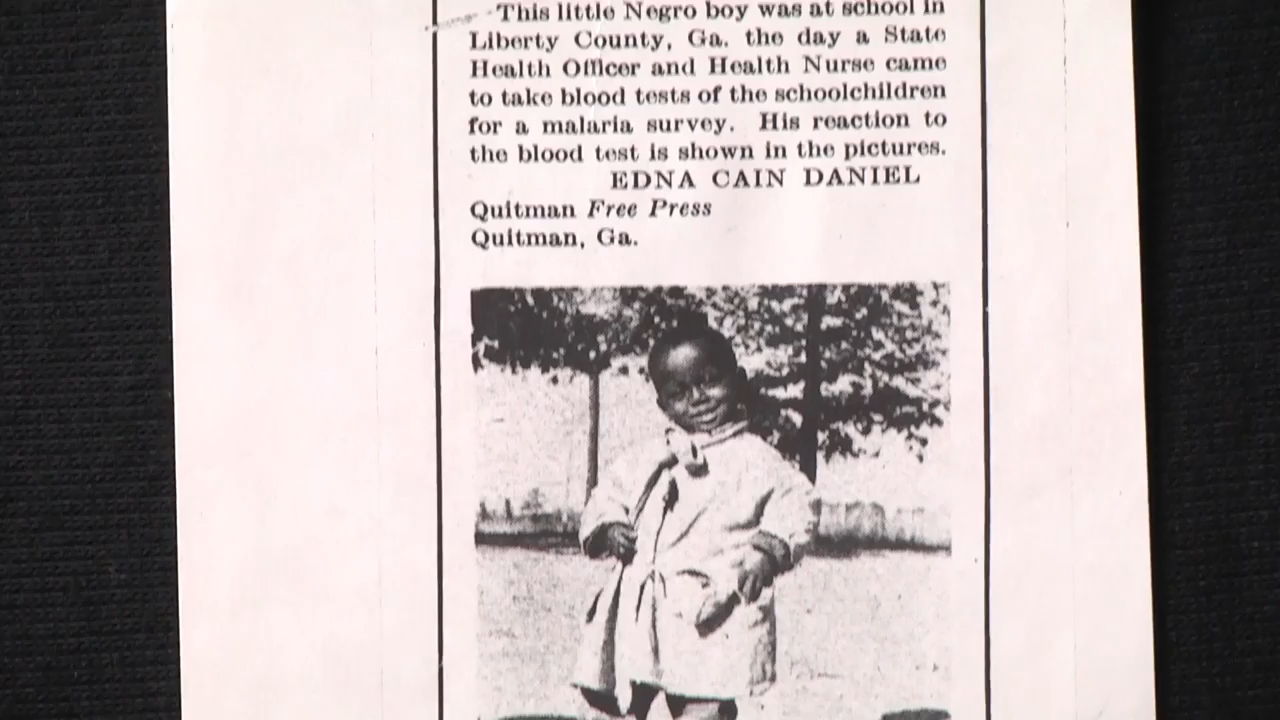 This little Negro boy was at school in
Liberty County, Ga. the day a State
Health Officer and Health Nurse came
to take blood tests of the schoolchildren
for a malaria survey. His reaction to
the blood test is shown in the pictures.
EDNA CAIN DANIEL
Quitman Free Press
Quitman, Ga.